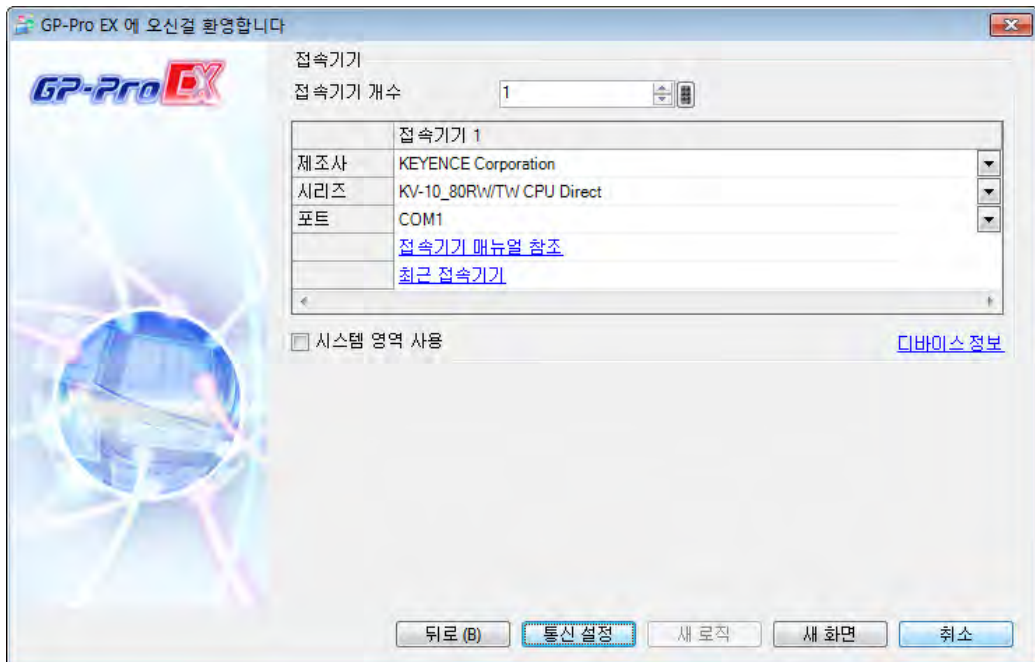 GP-Pro EX 에 오신걸 환영합니다
GP-Pro EX
접속기기
접속기기 개수 1
접속기기 1
제조사 KEYENCE Corporation
시리즈 KV-10_80RW/TW CPU Direct
포트 COM1
접속기기 매뉴얼 참조
최근 접속기기
시스템 영역 사용 디바이스 정보
뒤로 (B) 통신 설정 새 로직 새 화면 취소